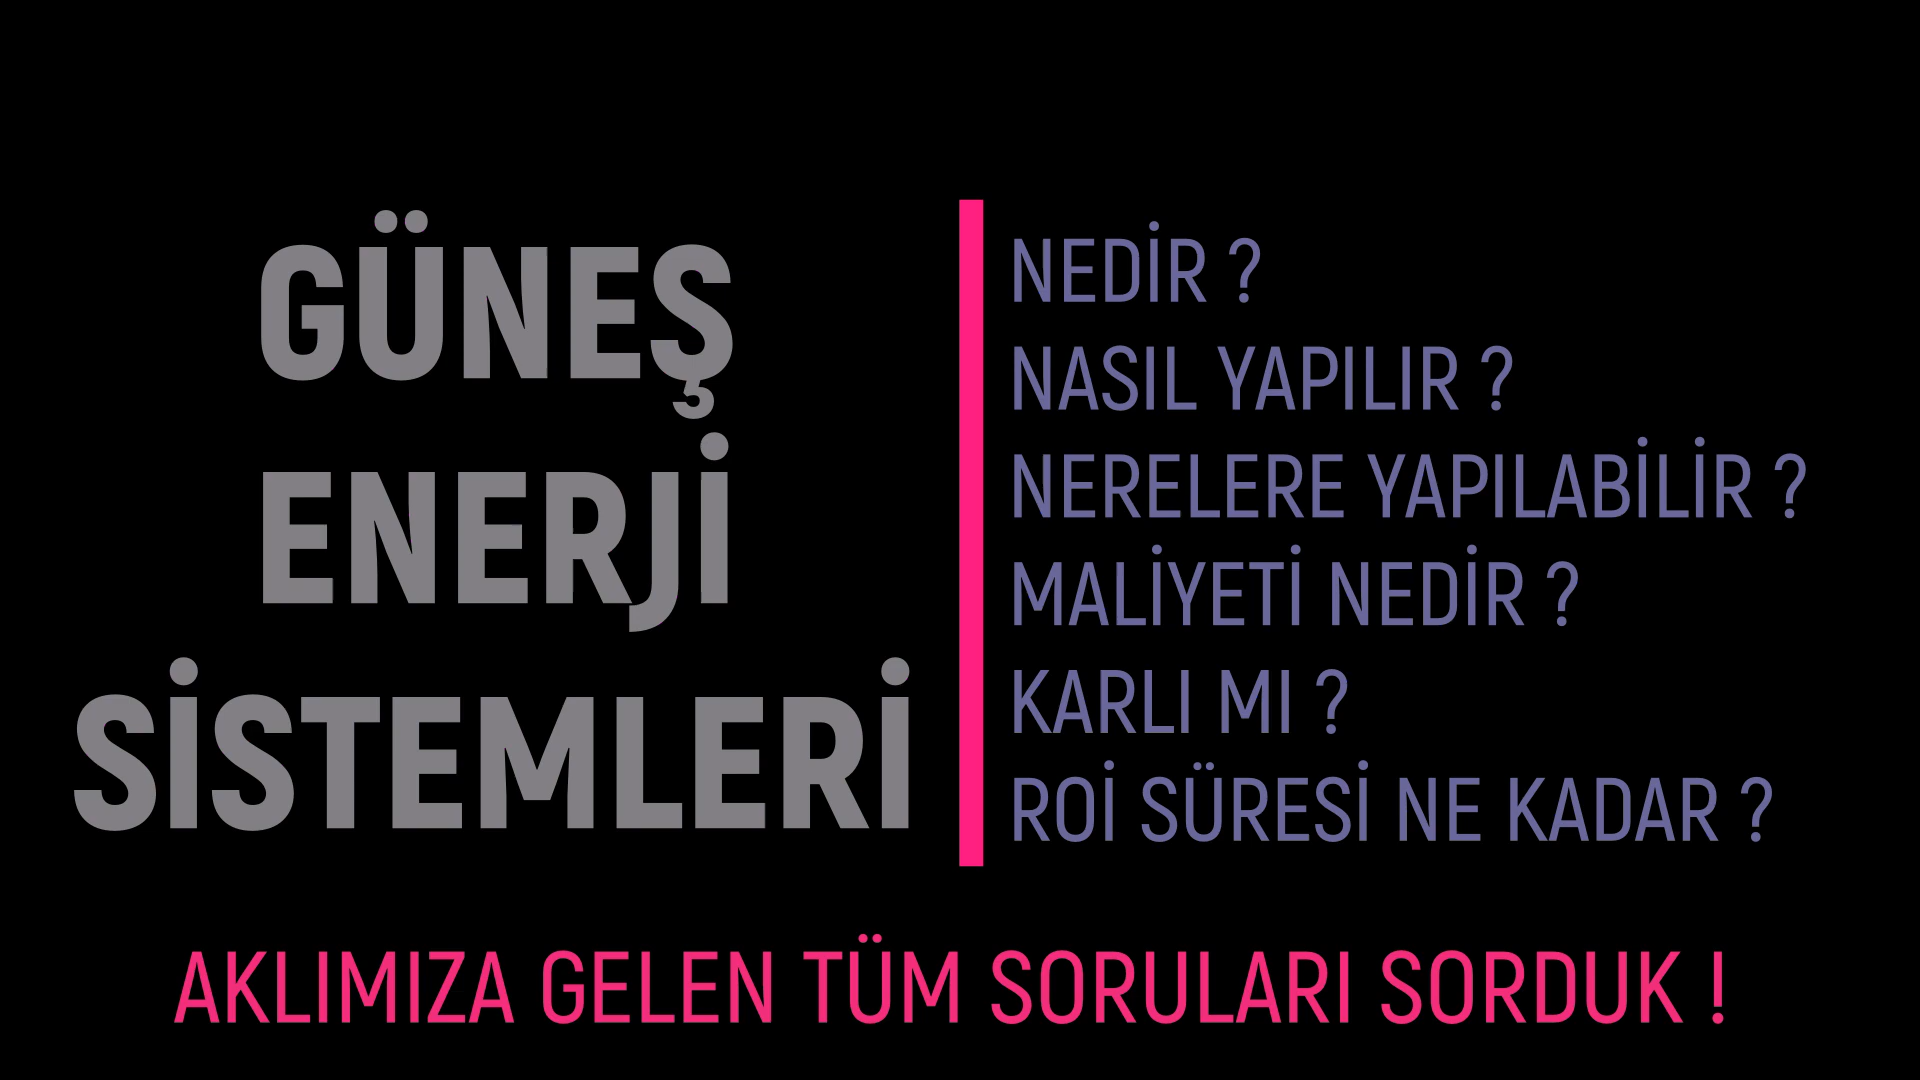 GÜNEŞ
ENERJİ
SİSTEMLERİ
NEDİR ?
NASIL YAPILIR ?
NERELERE YAPILABİLİR ?
MALİYETİ NEDİR ?
KARLI MI ?
ROİ SÜRESİ NE KADAR ?
AKLIMIZA GELEN TÜM SORULARI SORDUK !